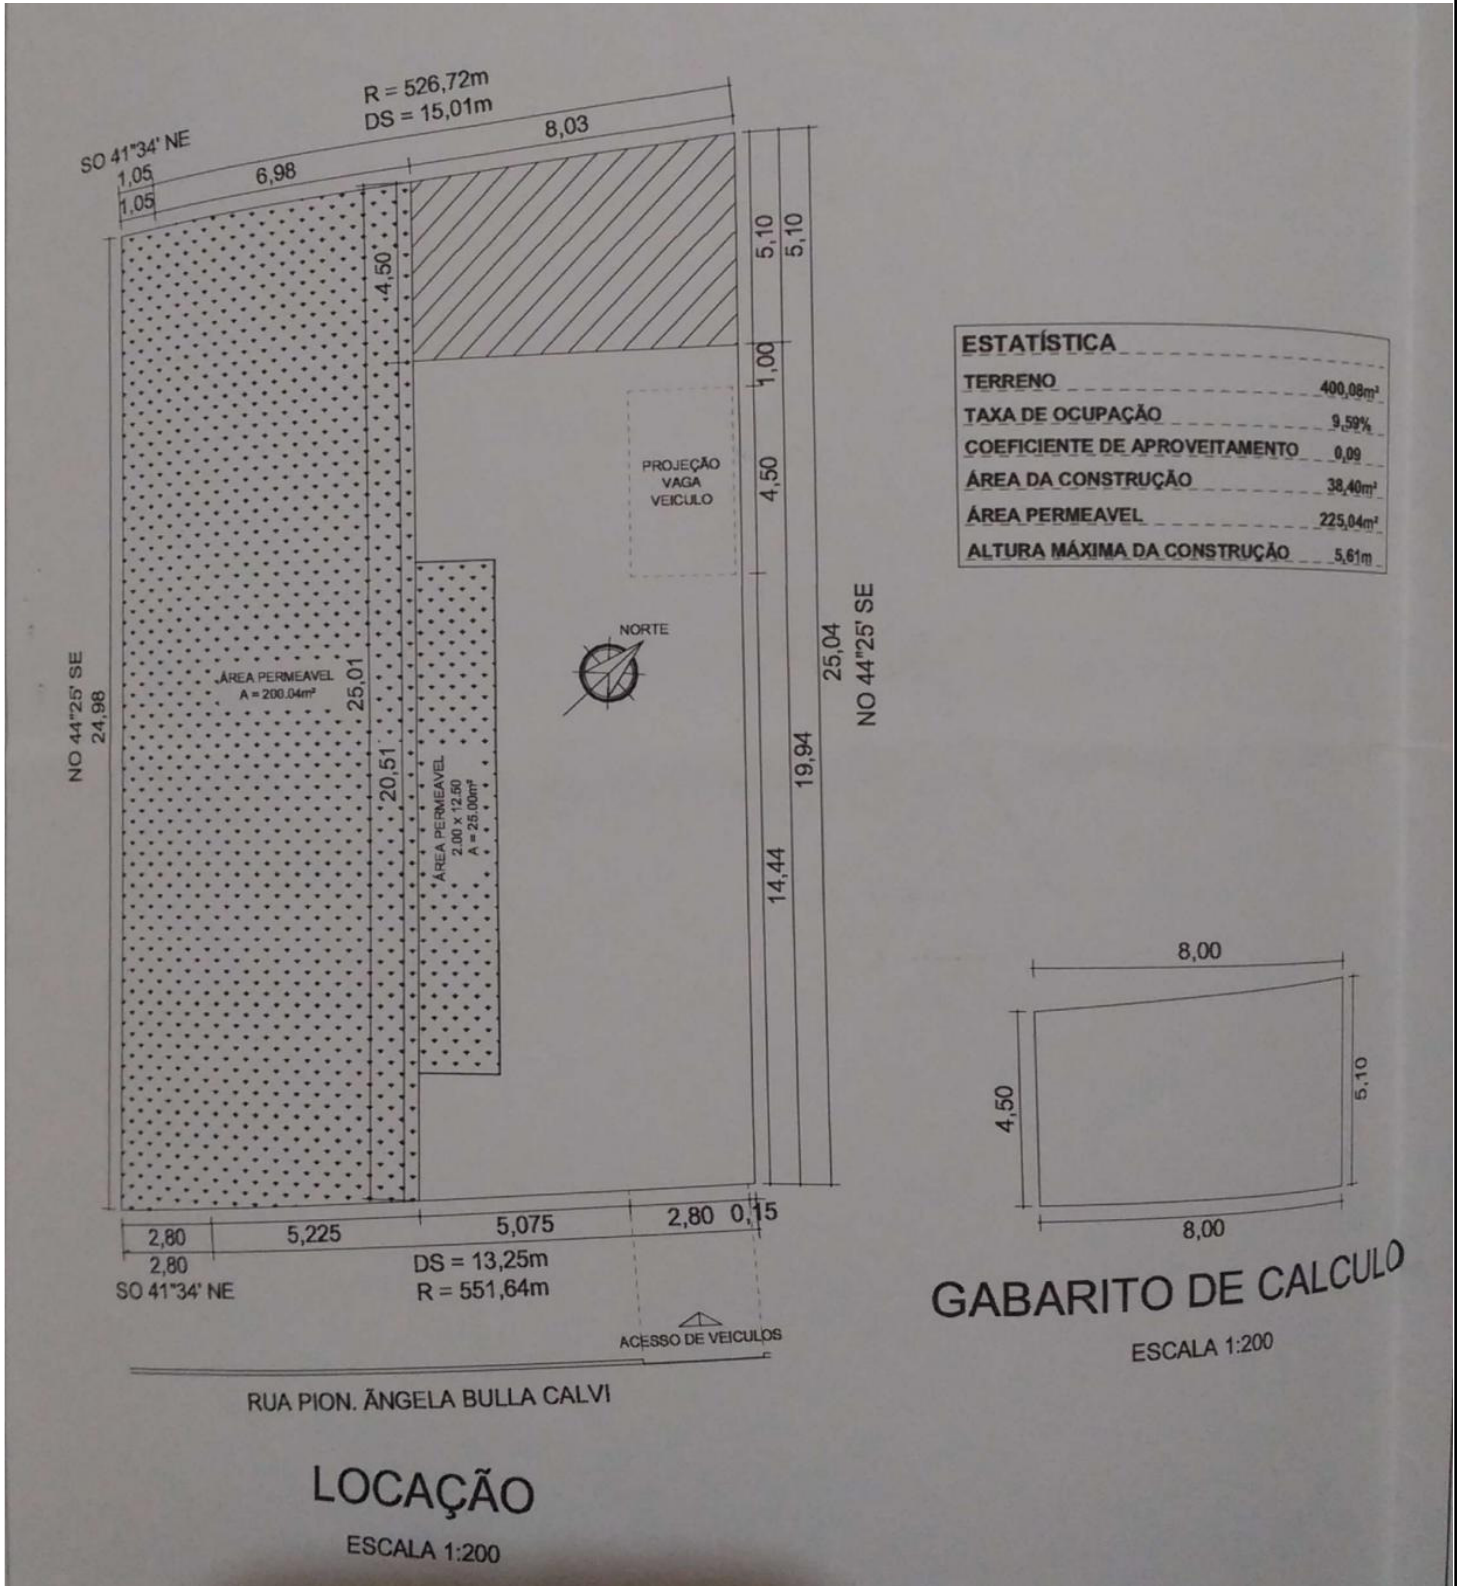 R = 526,72m
DS = 15,01m
SO 41"34' NE
1,05
1,05
6,98
8,03
4,50
5,10
5,10
1,00
4,50
PROJEÇÃO
VAGA
VEICULO
NORTE
ÁREA PERMEAVEL
A = 200.04m²
25,01
20,51
ÁREA PERMEAVEL
2.00 x 12.50
A = 25.00m²
NO 44"25' SE
24,98
14,44
19,94
25,04
NO 44"25' SE
2,80
5,225
5,075
2,80
0,15
2,80
SO 41"34' NE
DS = 13,25m
R = 551,64m
ACESSO DE VEICULOS
RUA PION. ÃNGELA BULLA CALVI
LOCAÇÃO
ESCALA 1:200
ESTATÍSTICA
TERRENO 400,08m²
TAXA DE OCUPAÇÃO 9,59%
COEFICIENTE DE APROVEITAMENTO 0,09
ÁREA DA CONSTRUÇÃO 38,40m²
ÁREA PERMEAVEL 225,04m²
ALTURA MÁXIMA DA CONSTRUÇÃO 5,61m
8,00
4,50
5,10
8,00
GABARITO DE CALCULO
ESCALA 1:200